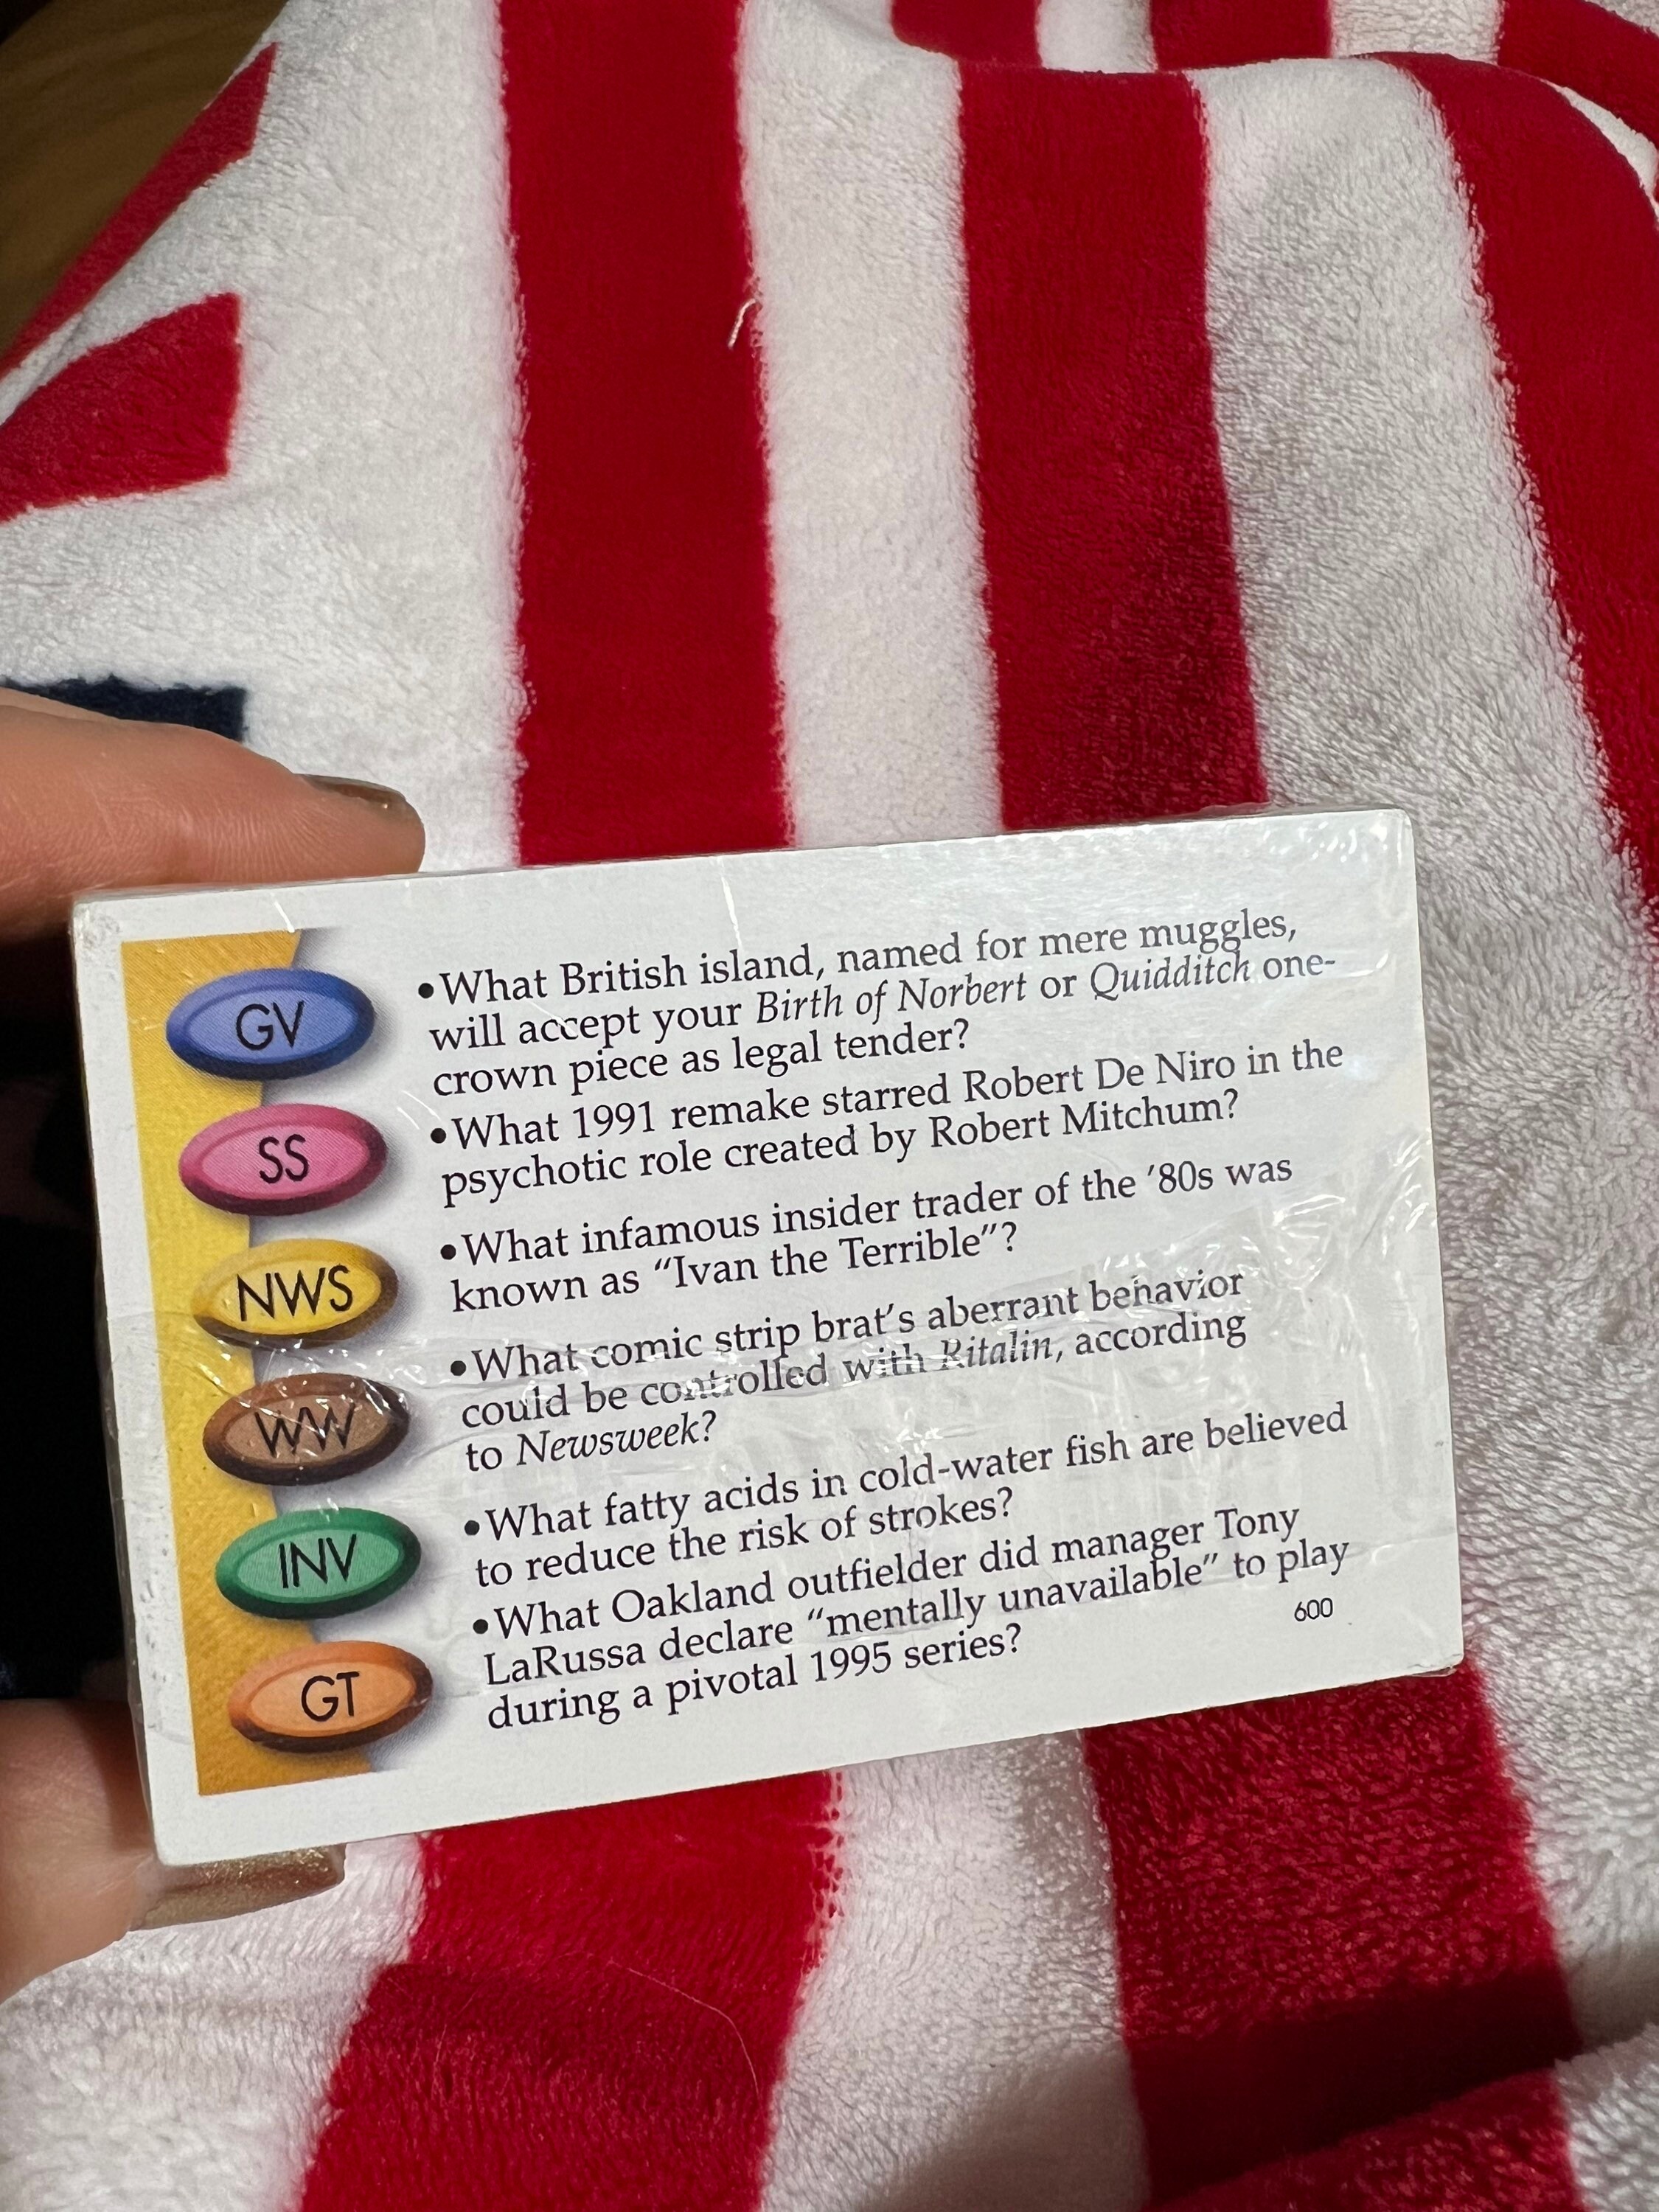 GV
•What British island, named for mere muggles,
will accept your Birth of Norbert or Quidditch one-
crown piece as legal tender?
SS
•What 1991 remake starred Robert De Niro in the
psychotic role created by Robert Mitchum?
NWS
•What infamous insider trader of the '80s was
known as "Ivan the Terrible"?
WW
•What comic strip brat's aberrant behavior
could be controlled with Ritalin, according
to Newsweek?
INV
•What fatty acids in cold-water fish are believed
to reduce the risk of strokes?
GT
•What Oakland outfielder did manager Tony
LaRussa declare "mentally unavailable" to play
during a pivotal 1995 series?
600